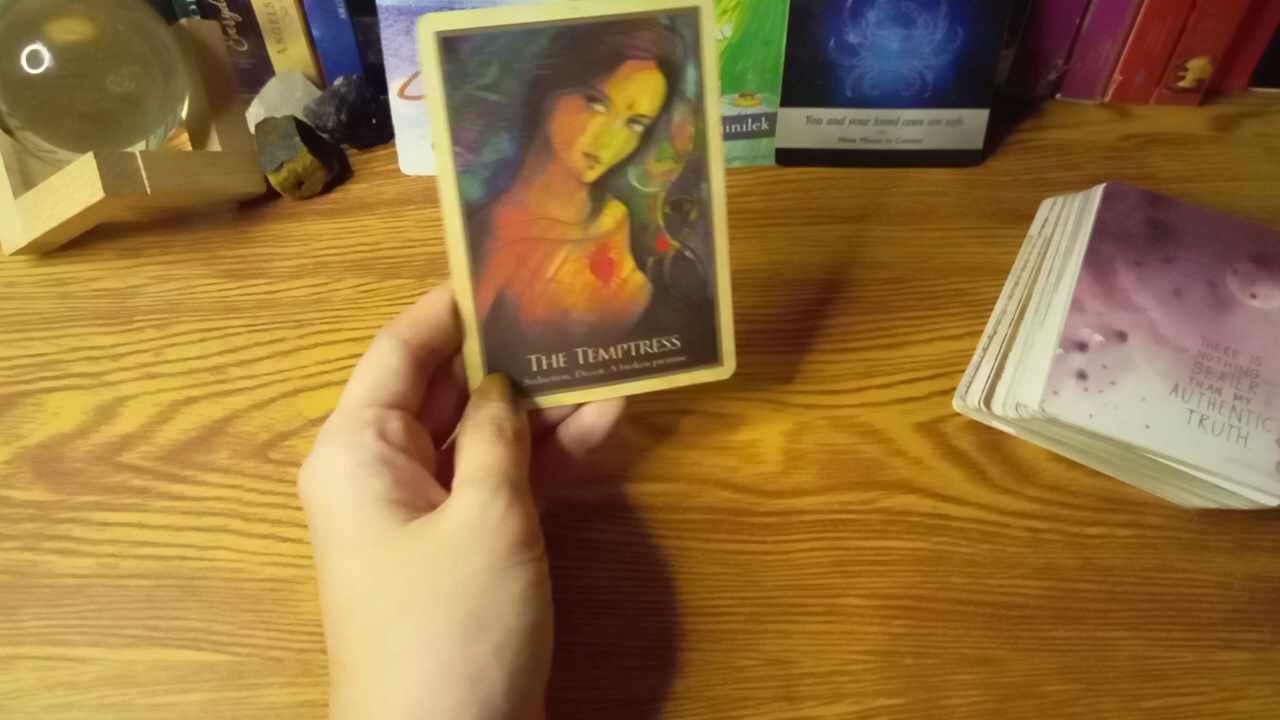 ANGELS
inilek
You and your loved ones are safe
New Moon in Cancer
THE TEMPTRESS
Seduction, Deceit, A broken promise
THERE IS
NOTHING
SEXIER
THAN MY
AUTHENTIC
TRUTH